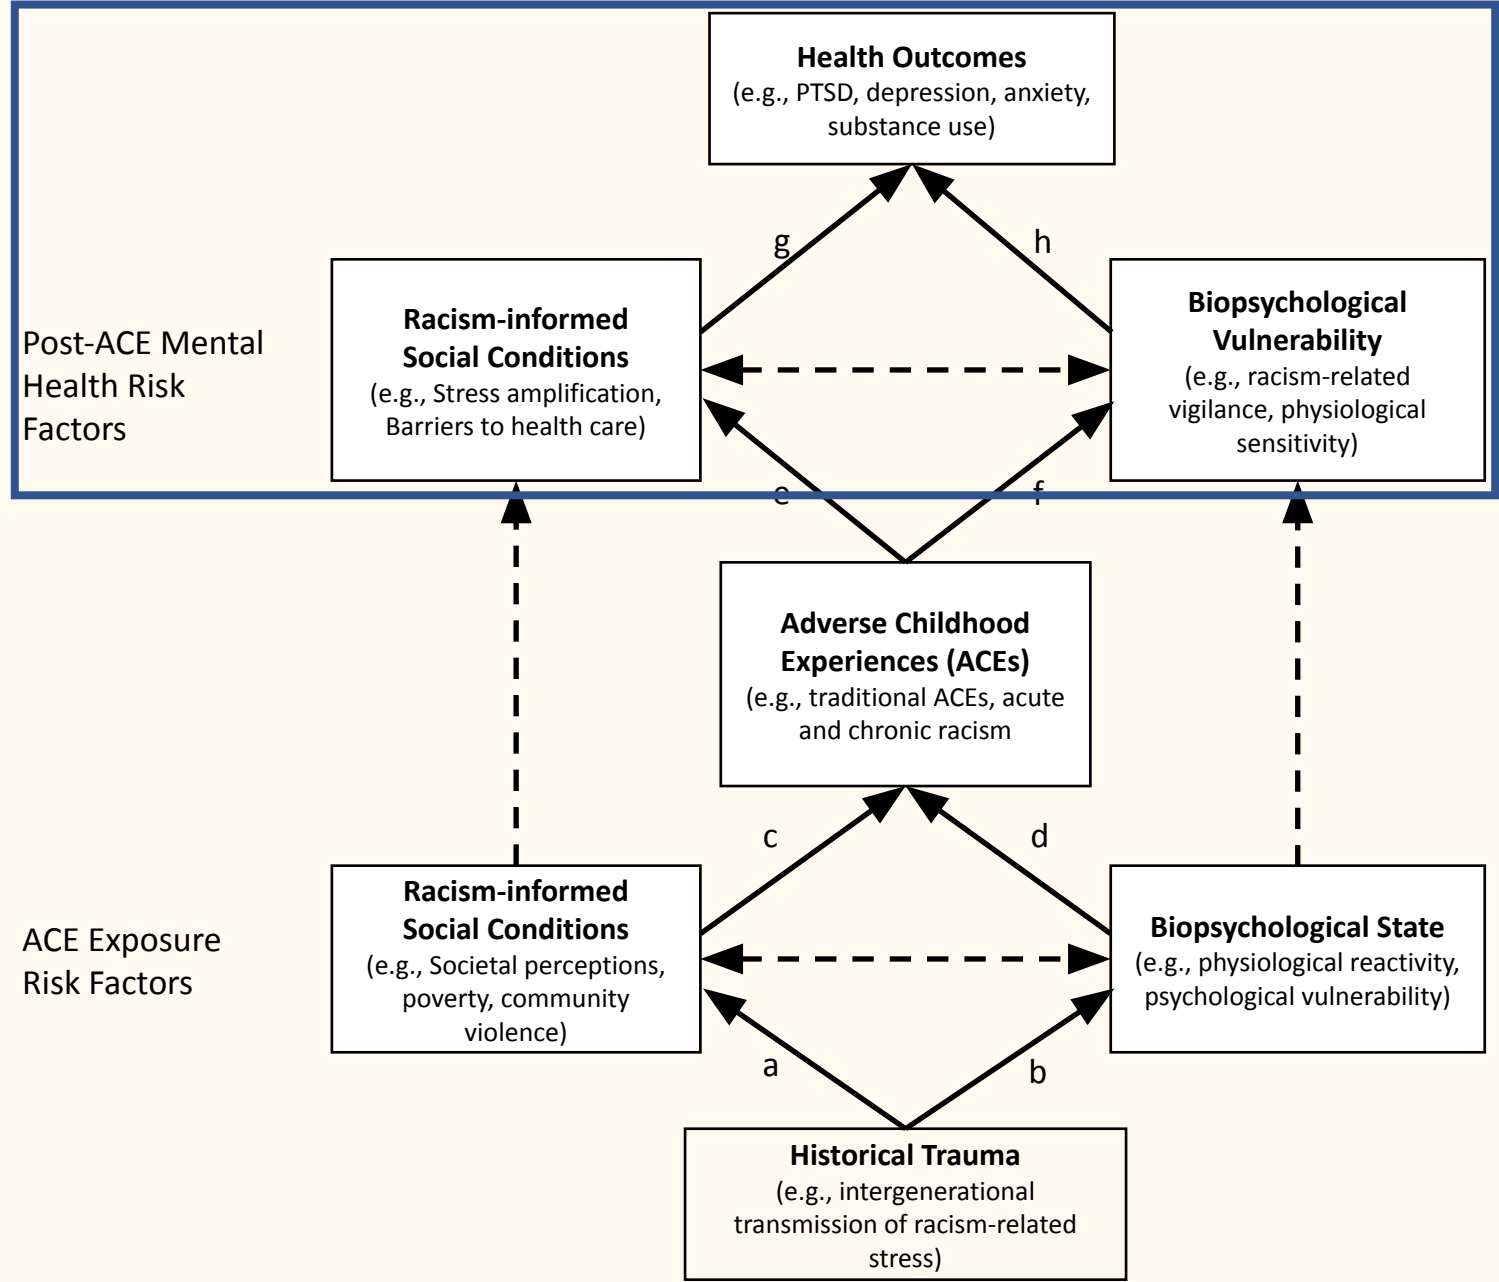 Health Outcomes
(e.g., PTSD, depression, anxiety,
substance use)
g
h
Racism-informed
Social Conditions
(e.g., Stress amplification,
Barriers to health care)
Biopsychological
Vulnerability
(e.g., racism-related
vigilance, physiological
sensitivity)
Post-ACE Mental
Health Risk
Factors
e
f
Adverse Childhood
Experiences (ACEs)
(e.g., traditional ACEs, acute
and chronic racism
c
d
Racism-informed
Social Conditions
(e.g., Societal perceptions,
poverty, community
violence)
Biopsychological State
(e.g., physiological reactivity,
psychological vulnerability)
ACE Exposure
Risk Factors
a
b
Historical Trauma
(e.g., intergenerational
transmission of racism-related
stress)